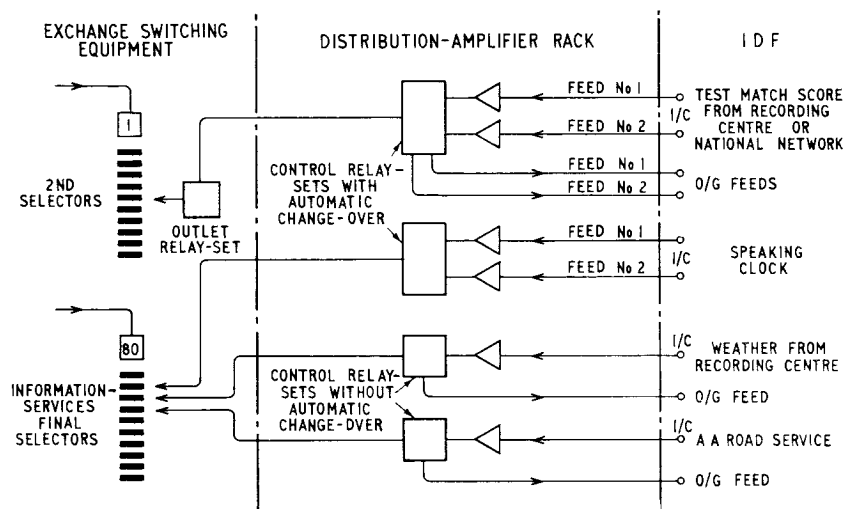 EXCHANGE SWITCHING
EQUIPMENT
DISTRIBUTION-AMPLIFIER RACK
IDF
1
2ND
SELECTORS
OUTLET
RELAY-SET
CONTROL RELAY-
SETS WITH
AUTOMATIC
CHANGE-OVER
FEED No 1
FEED No 2
FEED No 1
FEED No 2
I/C
TEST MATCH SCORE
FROM RECORDING
CENTRE OR
NATIONAL NETWORK
O/G FEEDS
FEED No 1
FEED No 2
I/C
SPEAKING
CLOCK
80
INFORMATION-
SERVICES
FINAL
SELECTORS
CONTROL RELAY-
SETS WITHOUT
AUTOMATIC
CHANGE-OVER
I/C
WEATHER FROM
RECORDING CENTRE
O/G FEED
I/C
A A ROAD SERVICE
O/G FEED